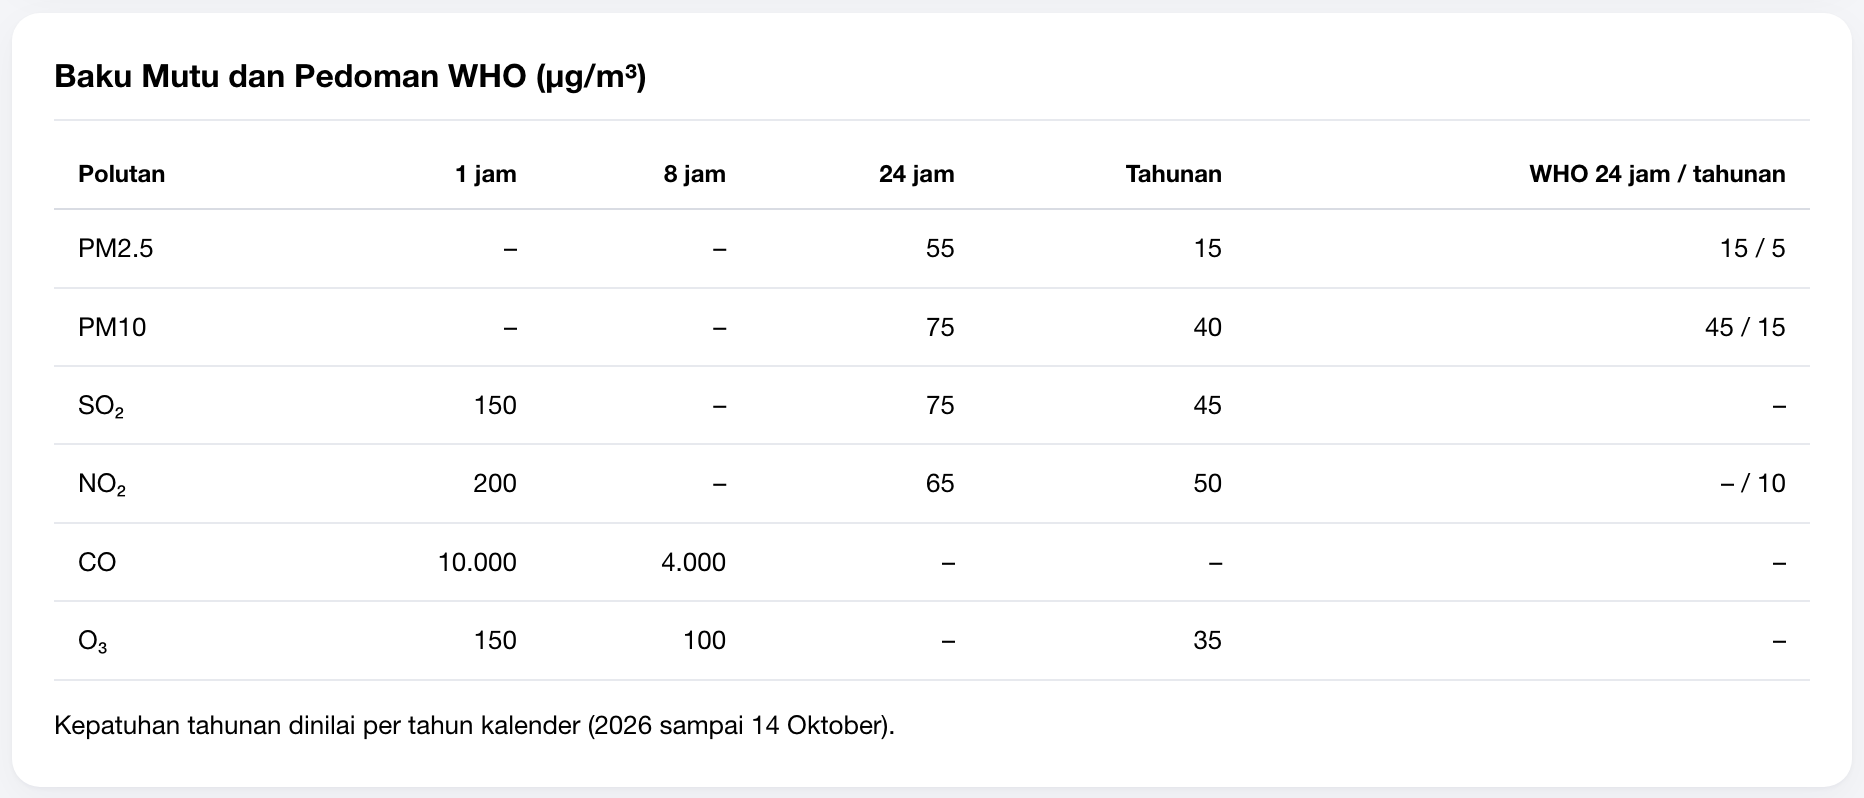 Baku Mutu dan Pedoman WHO (µg/m³)
Polutan 1 jam 8 jam 24 jam Tahunan WHO 24 jam / tahunan
PM2.5 – – 55 15 15 / 5
PM10 – – 75 40 45 / 15
SO₂ 150 – 75 45 –
NO₂ 200 – 65 50 – / 10
CO 10.000 4.000 – – –
O₃ 150 100 – 35 –
Kepatuhan tahunan dinilai per tahun kalender (2026 sampai 14 Oktober).